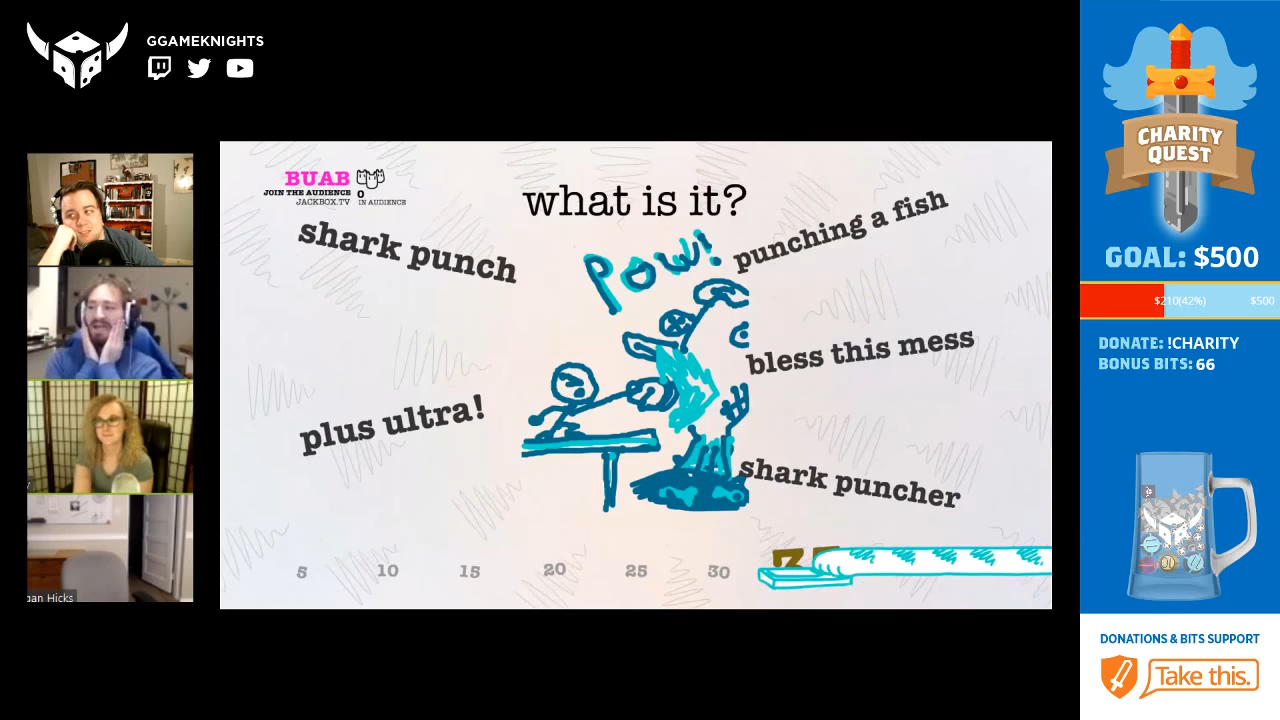 GGAMEKNIGHTS
BUAB
JOIN THE AUDIENCE
JACKBOX.TV
0
IN AUDIENCE
what is it?
shark punch
POW!
punching a fish
bless this mess
plus ultra!
shark puncher
5 10 15 20 25 30
gan Hicks
CHARITY
QUEST
GOAL: $500
$210(42%) $500
DONATE: !CHARITY
BONUS BITS: 66
DONATIONS & BITS SUPPORT
Take this.